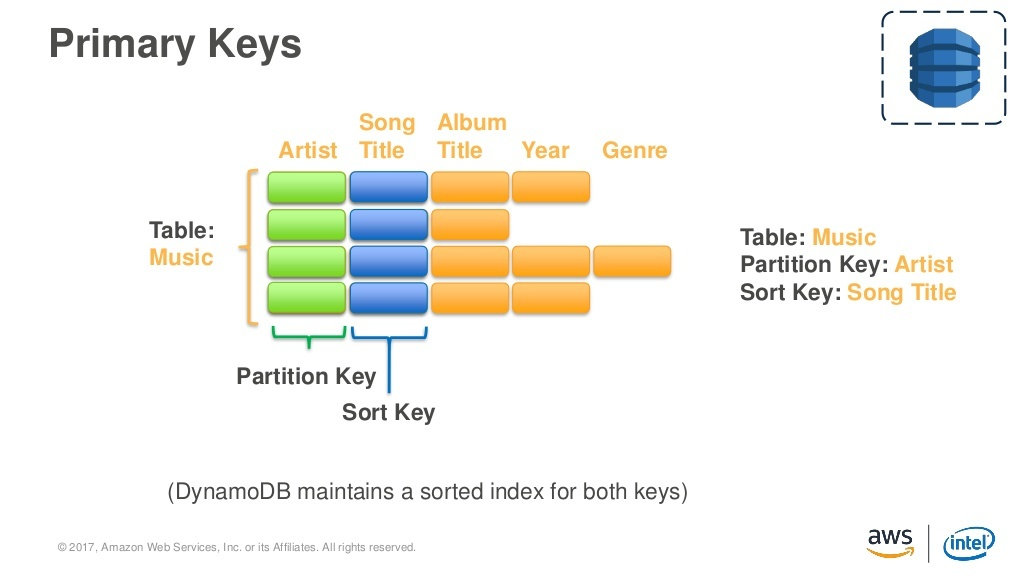 Primary Keys
Song Album
Artist Title Title Year Genre
Table:
Music
Table: Music
Partition Key: Artist
Sort Key: Song Title
Partition Key
Sort Key
(DynamoDB maintains a sorted index for both keys)
© 2017, Amazon Web Services, Inc. or its Affiliates. All rights reserved.
aws
intel